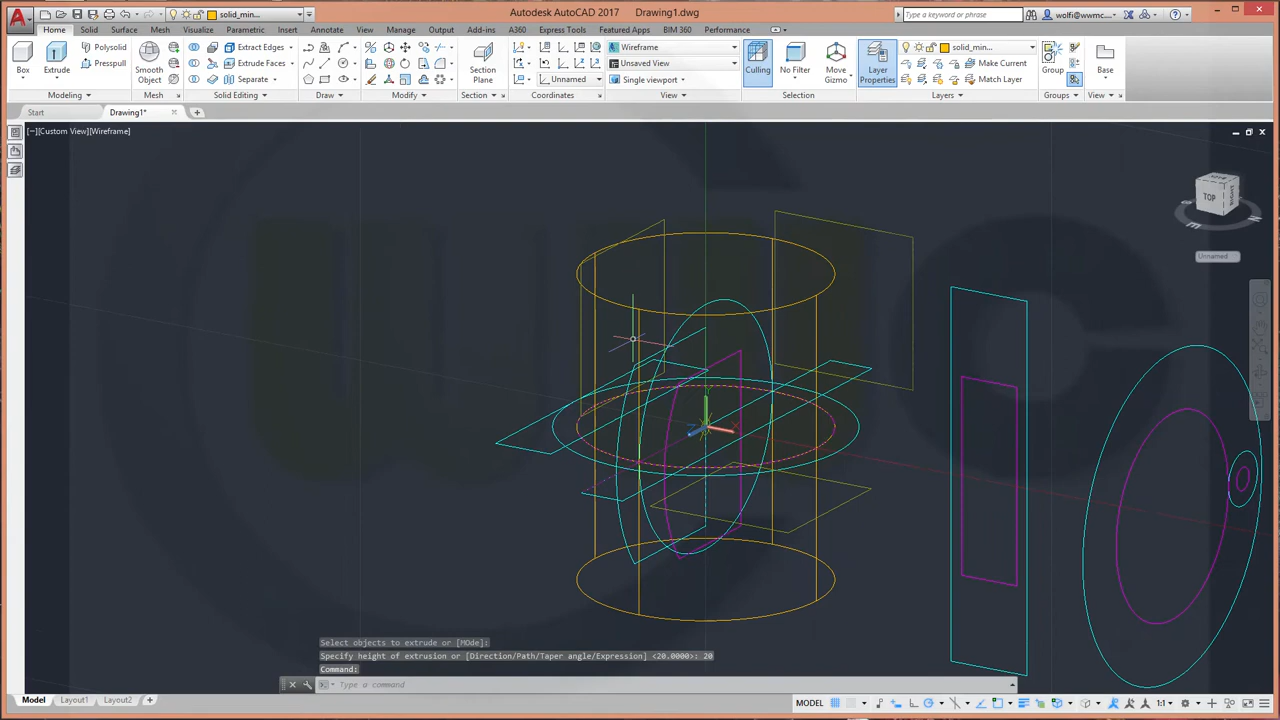 Autodesk AutoCAD 2017 Drawing1.dwg
solid_min...
Type a keyword or phrase
wolfi@wwmc...
Home Solid Surface Mesh Visualize Parametric Insert Annotate View Manage Output Add-ins A360 Express Tools Featured Apps BIM 360 Performance
Box
Extrude
Polysolid
Presspull
Modeling
Smooth
Object
Mesh
Extract Edges
Extrude Faces
Separate
Solid Editing
Draw
Modify
Section
Plane
Section
Unnamed
Coordinates
Wireframe
Unsaved View
Single viewport
View
Culling
No Filter
Move
Gizmo
Selection
Layer
Properties
solid_min...
Make Current
Match Layer
Layers
Group
Groups
Base
View
Start Drawing1*
[−][Custom View][Wireframe]
TOP
Unnamed
Select objects to extrude or [MOde]:
Specify height of extrusion or [Direction/Path/Taper angle/Expression] <20.0000>: 20
Command:
Type a command
Model Layout1 Layout2
MODEL
1:1